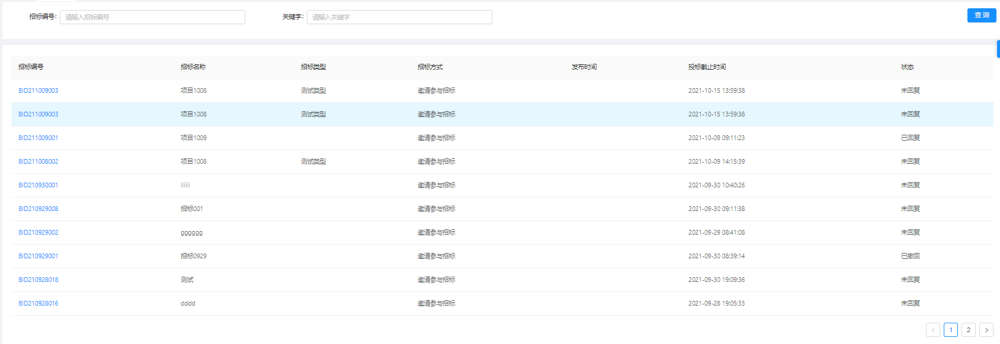 招标编号: 请输入招标编号 关键字: 请输入关键字 查 询
招标编号 招标名称 招标类型 招标方式 发布时间 投标截止时间 状态
BID211009003 项目1008 测试类型 邀请参与招标 2021-10-15 13:59:38 未回复
BID211009003 项目1008 测试类型 邀请参与招标 2021-10-15 13:59:38 未回复
BID211009001 项目1009 邀请参与招标 2021-10-09 09:11:23 已回复
BID211008002 项目1008 测试类型 邀请参与招标 2021-10-09 14:15:39 未回复
BID210930001 iiiiii 邀请参与招标 2021-09-30 10:40:26 未回复
BID210929008 招标001 邀请参与招标 2021-09-30 09:11:38 未回复
BID210929002 gggggg 邀请参与招标 2021-09-29 08:41:08 未回复
BID210929001 招标0929 邀请参与招标 2021-09-30 08:39:14 已撤回
BID210928018 测试 邀请参与招标 2021-09-30 19:09:36 未回复
BID210928016 dddd 邀请参与招标 2021-09-28 19:05:33 未回复
< 1 2 >